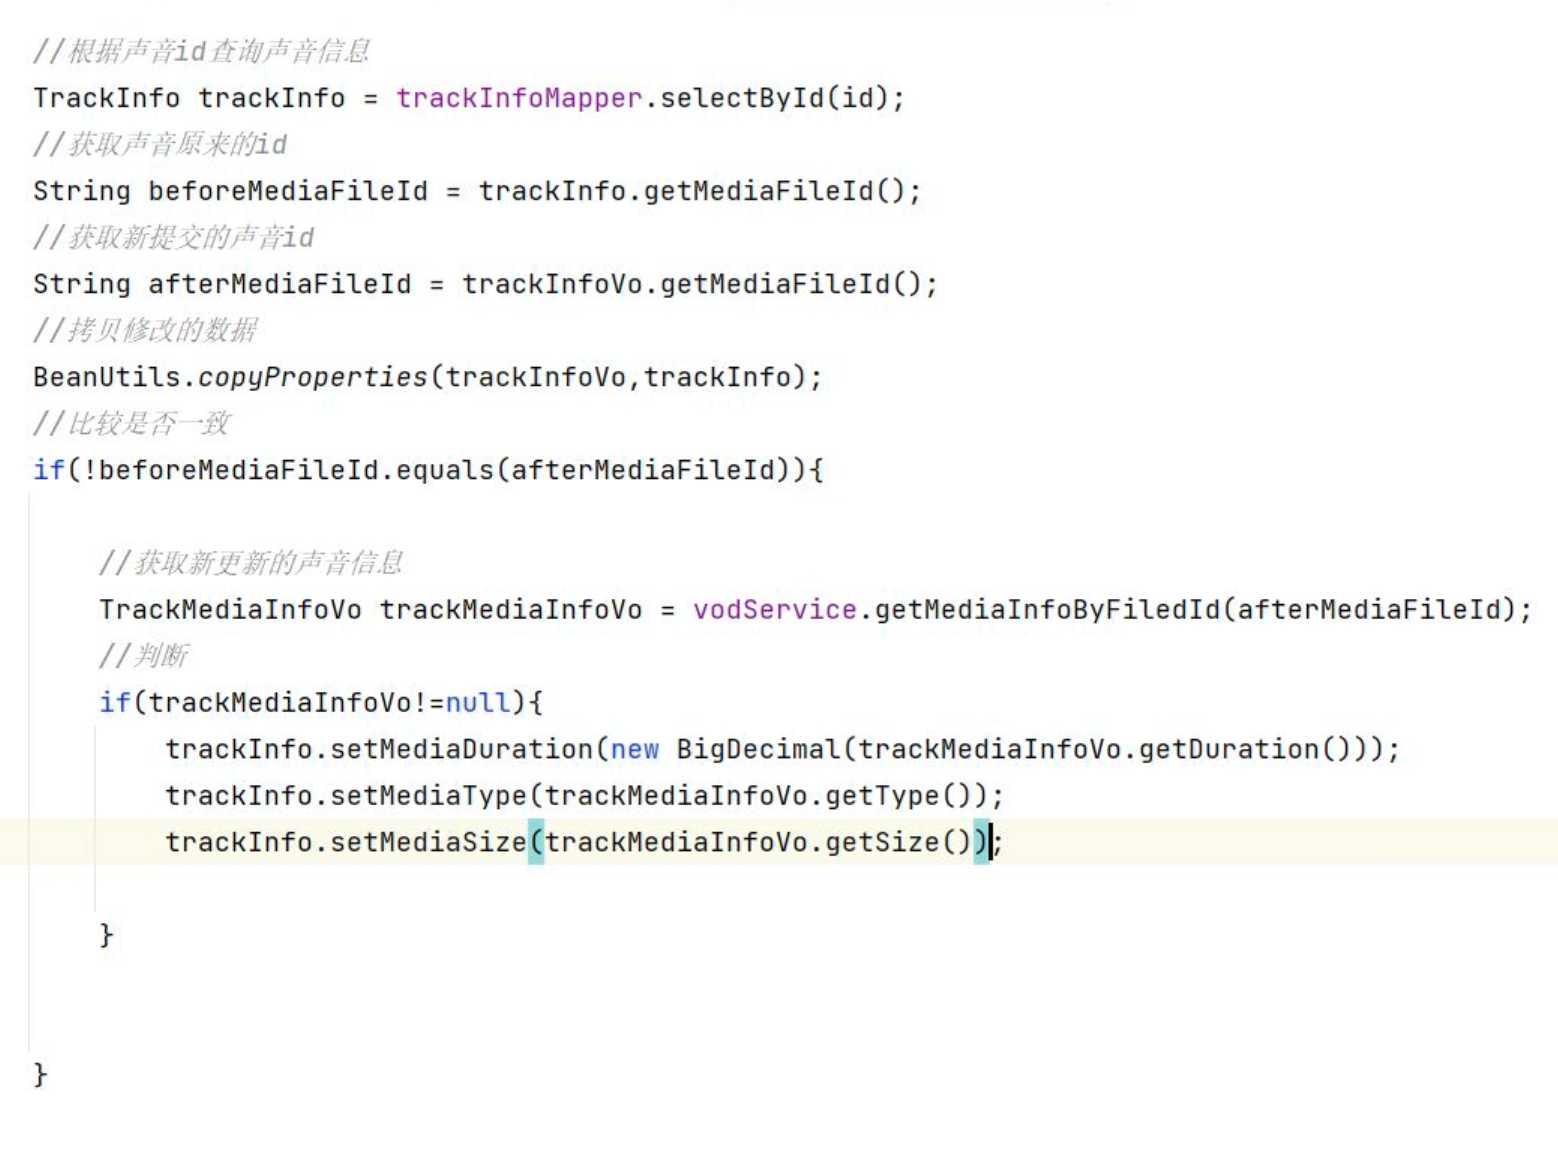 //根据声音id查询声音信息
TrackInfo trackInfo = trackInfoMapper.selectById(id);
//获取声音原来的id
String beforeMediaFileId = trackInfo.getMediaFileId();
//获取新提交的声音id
String afterMediaFileId = trackInfoVo.getMediaFileId();
//拷贝修改的数据
BeanUtils.copyProperties(trackInfoVo,trackInfo);
//比较是否一致
if(!beforeMediaFileId.equals(afterMediaFileId)){
//获取新更新的声音信息
TrackMediaInfoVo trackMediaInfoVo = vodService.getMediaInfoByFiledId(afterMediaFileId);
//判断
if(trackMediaInfoVo!=null){
trackInfo.setMediaDuration(new BigDecimal(trackMediaInfoVo.getDuration()));
trackInfo.setMediaType(trackMediaInfoVo.getType());
trackInfo.setMediaSize(trackMediaInfoVo.getSize());
}
}